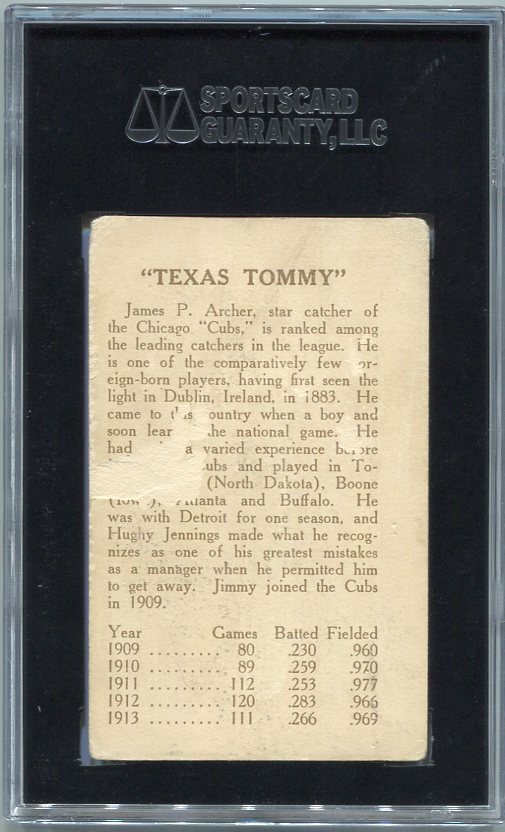 SPORTSCARD
GUARANTY, LLC
"TEXAS TOMMY"
James P. Archer, star catcher of
the Chicago "Cubs," is ranked among
the leading catchers in the league. He
is one of the comparatively few
eign-born players, having first seen the
light in Dublin, Ireland, in 1883. He
came to this country when a boy and
soon lear the national game. He
had a varied experience before
ubs and played in To-
(North Dakota), Boone
(Iowa), Atlanta and Buffalo. He
was with Detroit for one season, and
Hughy Jennings made what he recog-
nizes as one of his greatest mistakes
as a manager when he permitted him
to get away. Jimmy joined the Cubs
in 1909.
Year Games Batted Fielded
1909 ......... 80 .230 .960
1910 ......... 89 .259 .970
1911 ......... 112 .253 .977
1912 ......... 120 .283 .966
1913 ......... 111 .266 .969